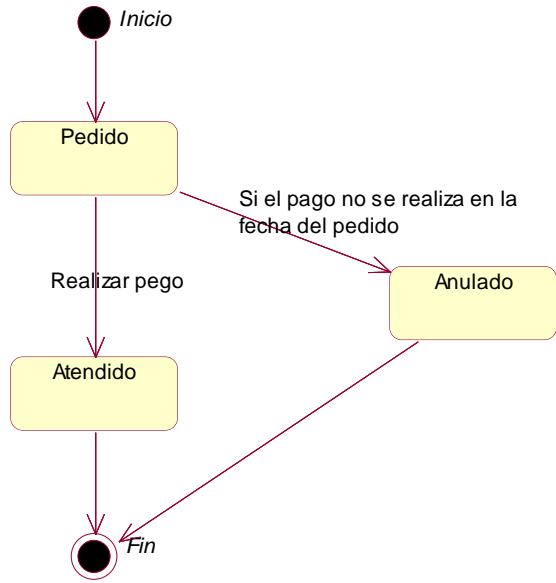 Inicio
Pedido
Si el pago no se realiza en la
fecha del pedido
Realizar pego
Anulado
Atendido
Fin